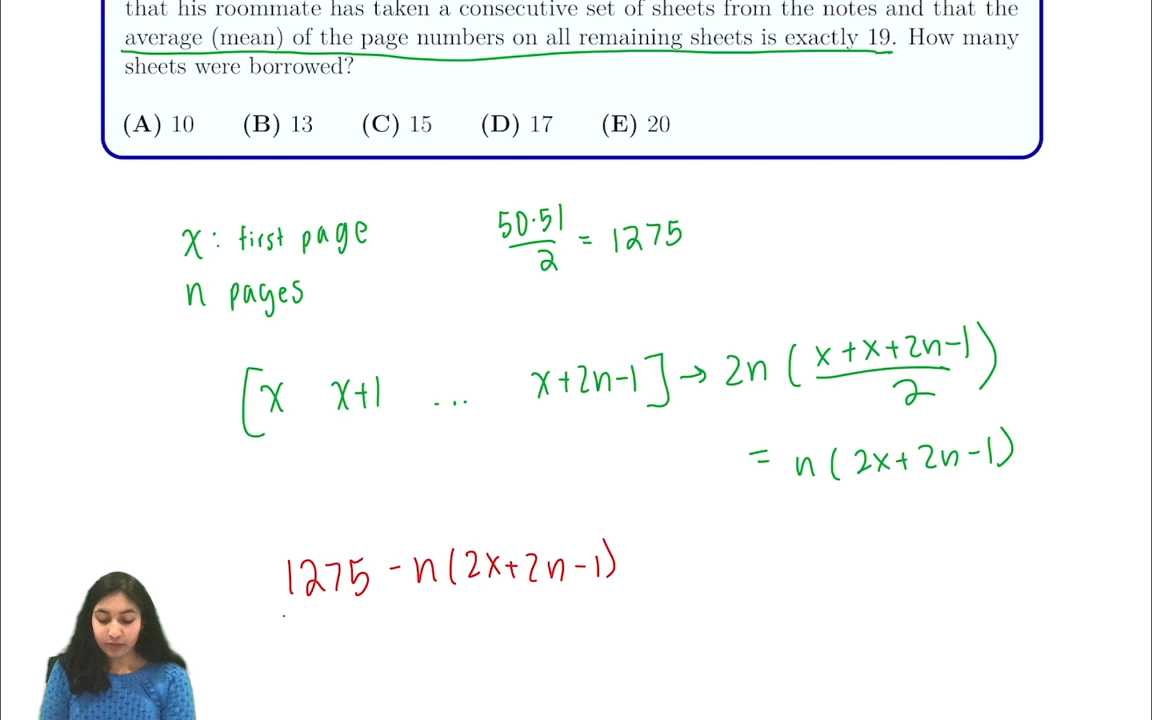 that his roommate has taken a consecutive set of sheets from the notes and that the
average (mean) of the page numbers on all remaining sheets is exactly 19. How many
sheets were borrowed?
(A) 10 (B) 13 (C) 15 (D) 17 (E) 20
x: first page
50·51/2 = 1275
n pages
[x x+1 ... x+2n-1] → 2n ( x+x+2n-1 / 2 )
= n(2x+2n-1)
1275 - n(2x+2n-1)